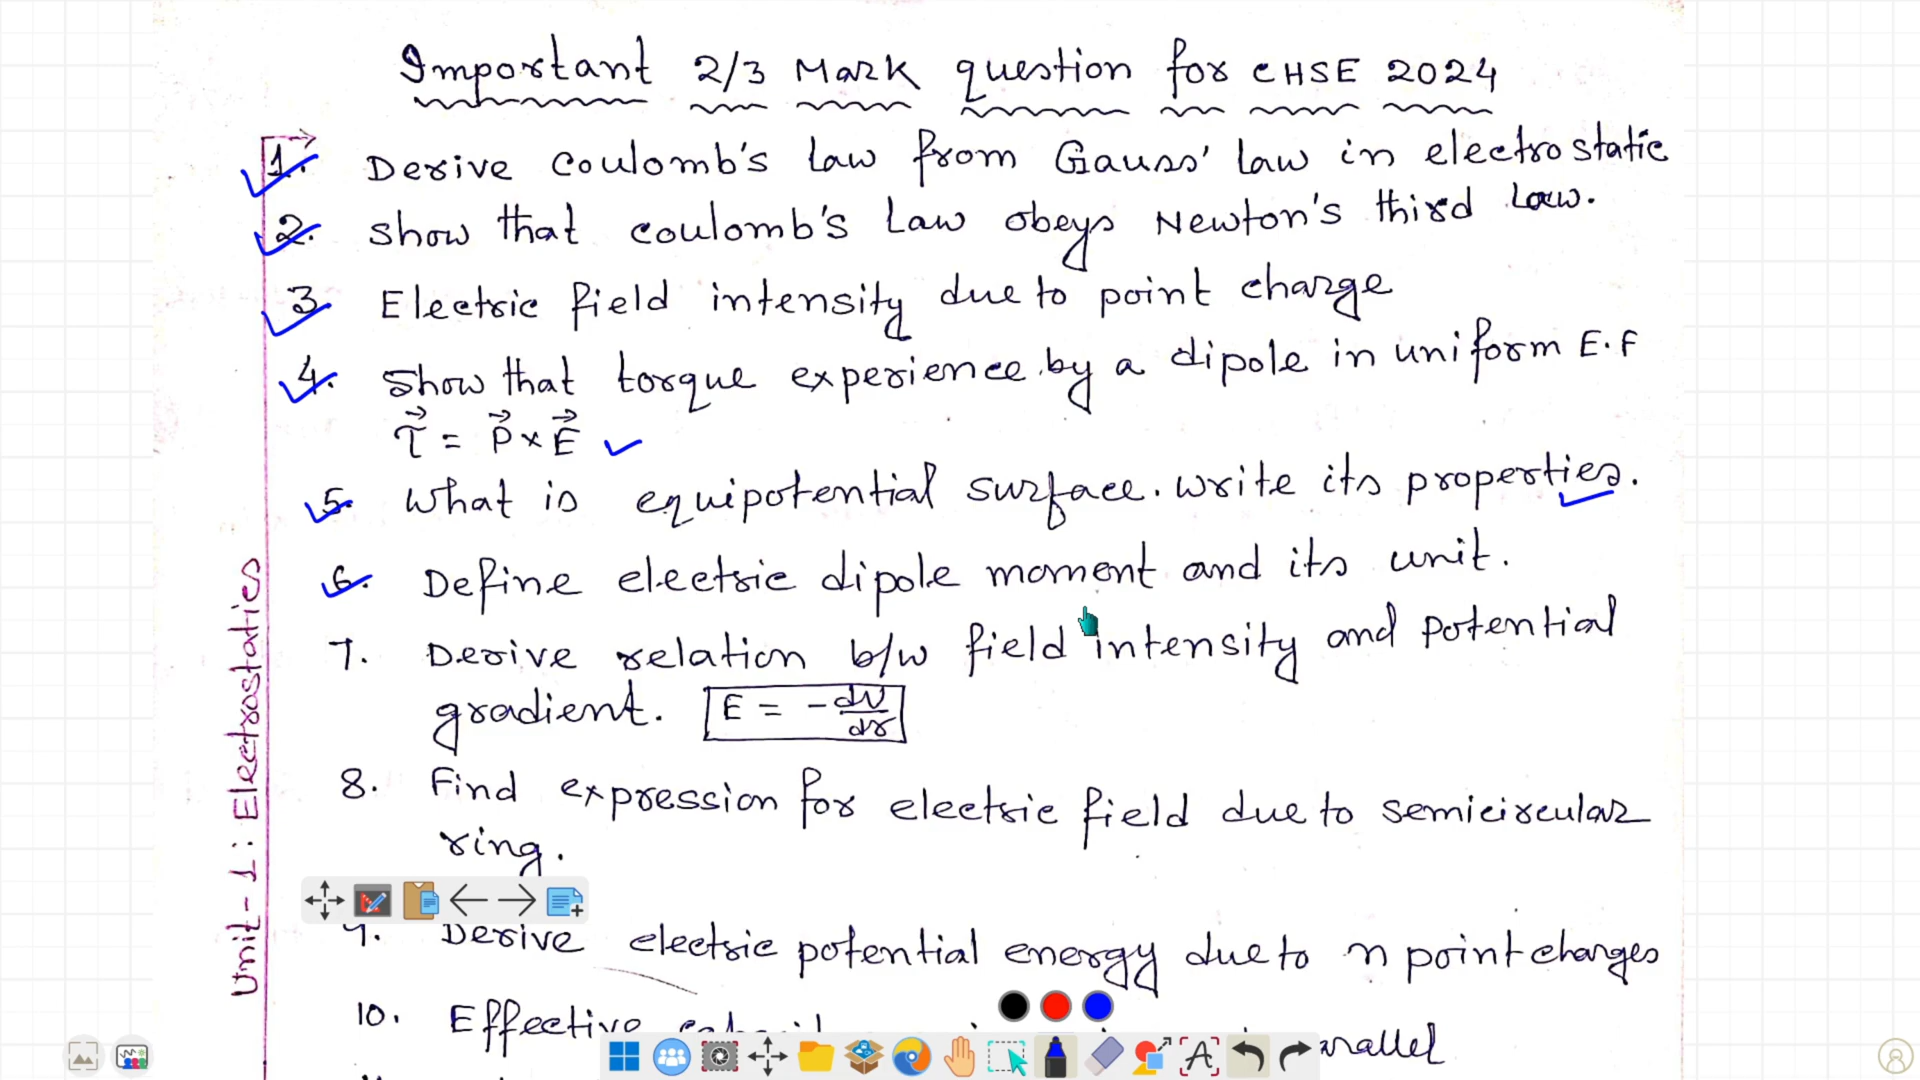 Important 2/3 Mark question for CHSE 2024
1. Derive coulomb's law from Gauss' law in electrostatic
2. Show that coulomb's Law obeys Newton's third law.
3. Electric field intensity due to point charge
4. Show that torque experience by a dipole in uniform E.F
τ⃗ = P⃗ × E⃗
5. What is equipotential surface. write its properties.
6. Define electric dipole moment and its unit.
7. Derive relation b/w field intensity and potential
gradient. E = - dV/dr
8. Find expression for electric field due to semicircular
ring.
9. Derive electric potential energy due to n point charges
10. Effective parallel
Unit-1: Electrostatics